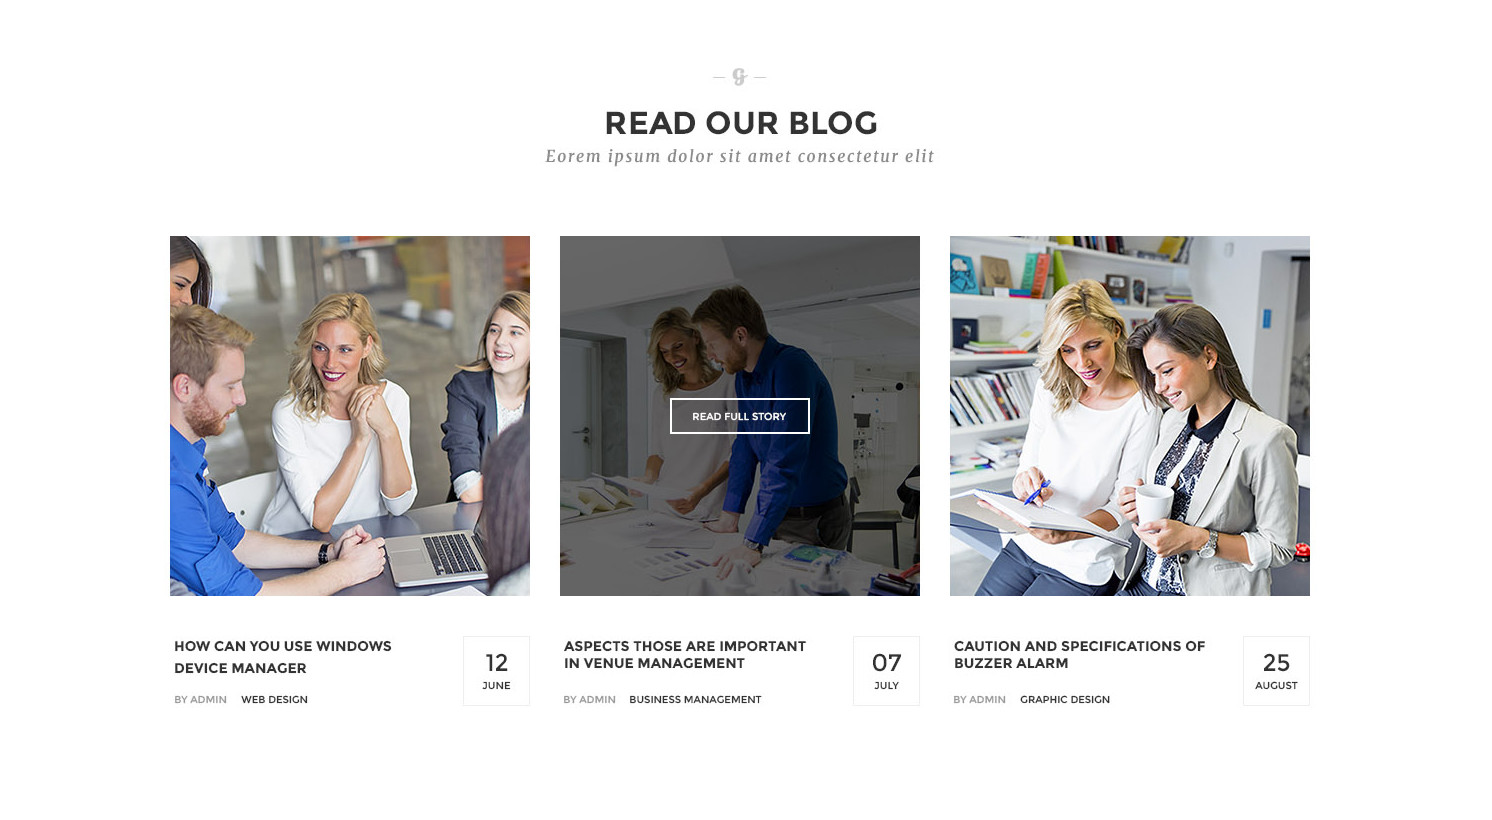 READ OUR BLOG
Eorem ipsum dolor sit amet consectetur elit
READ FULL STORY
HOW CAN YOU USE WINDOWS
DEVICE MANAGER
BY ADMIN WEB DESIGN
12
JUNE
ASPECTS THOSE ARE IMPORTANT
IN VENUE MANAGEMENT
BY ADMIN BUSINESS MANAGEMENT
07
JULY
CAUTION AND SPECIFICATIONS OF
BUZZER ALARM
BY ADMIN GRAPHIC DESIGN
25
AUGUST